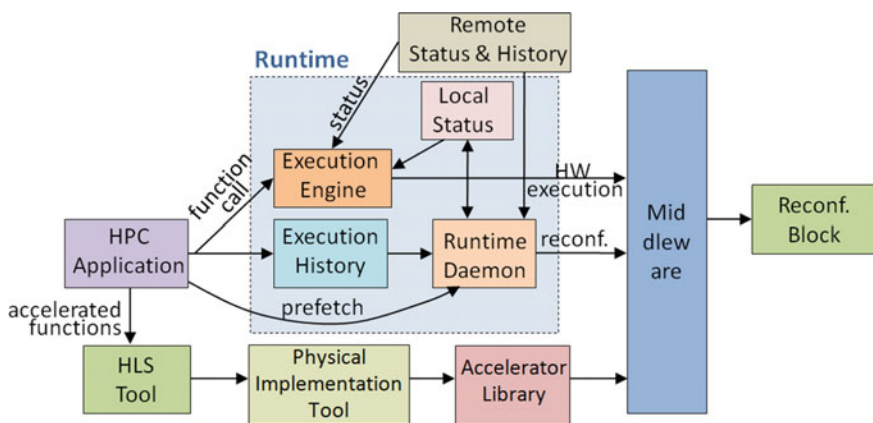 Remote
Status & History
Runtime
status
Local
Status
function
call
Execution
Engine
HW
execution
HPC
Application
Execution
History
Runtime
Daemon
reconf.
Mid
dlew
are
Reconf.
Block
accelerated
functions
prefetch
HLS
Tool
Physical
Implementation
Tool
Accelerator
Library